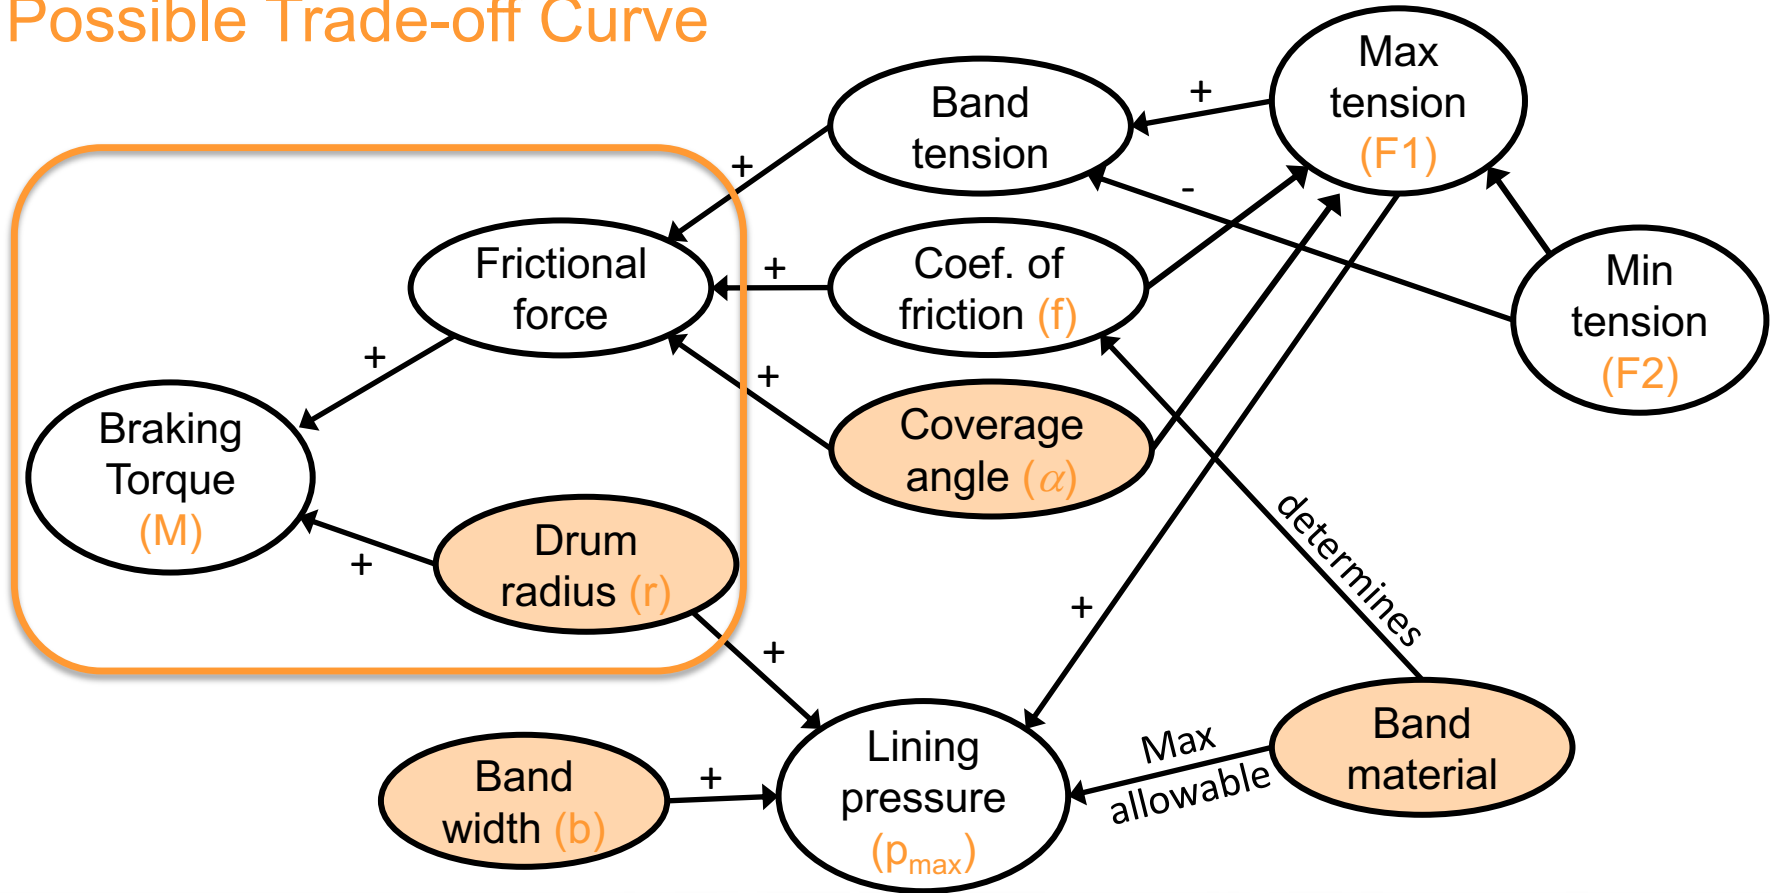 Possible Trade-off Curve
Max
tension
(F1)
+
Band
tension
+
-
Frictional
force
+
Coef. of
friction (f)
Min
tension
(F2)
+
+
Coverage
angle (α)
Braking
Torque
(M)
+
Drum
radius (r)
determines
+
+
Band
width (b)
+
Lining
pressure
(pmax)
Max
allowable
Band
material